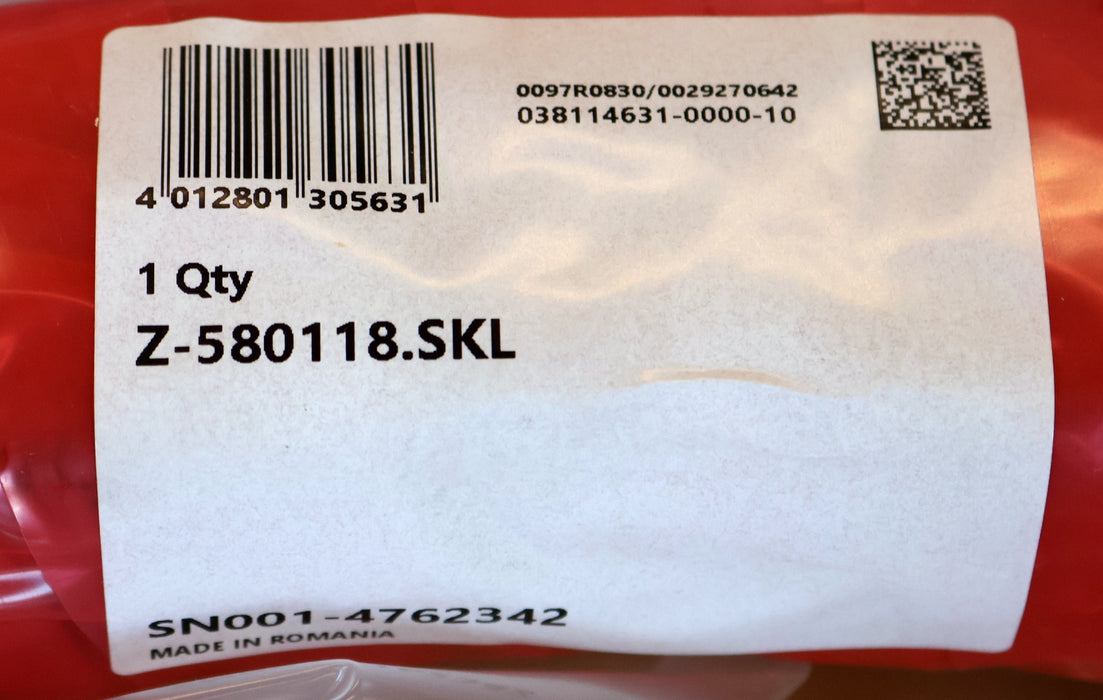 4 012801 305631
0097R0830/0029270642
038114631-0000-10
1 Qty
Z-580118.SKL
SN001-4762342
MADE IN ROMANIA